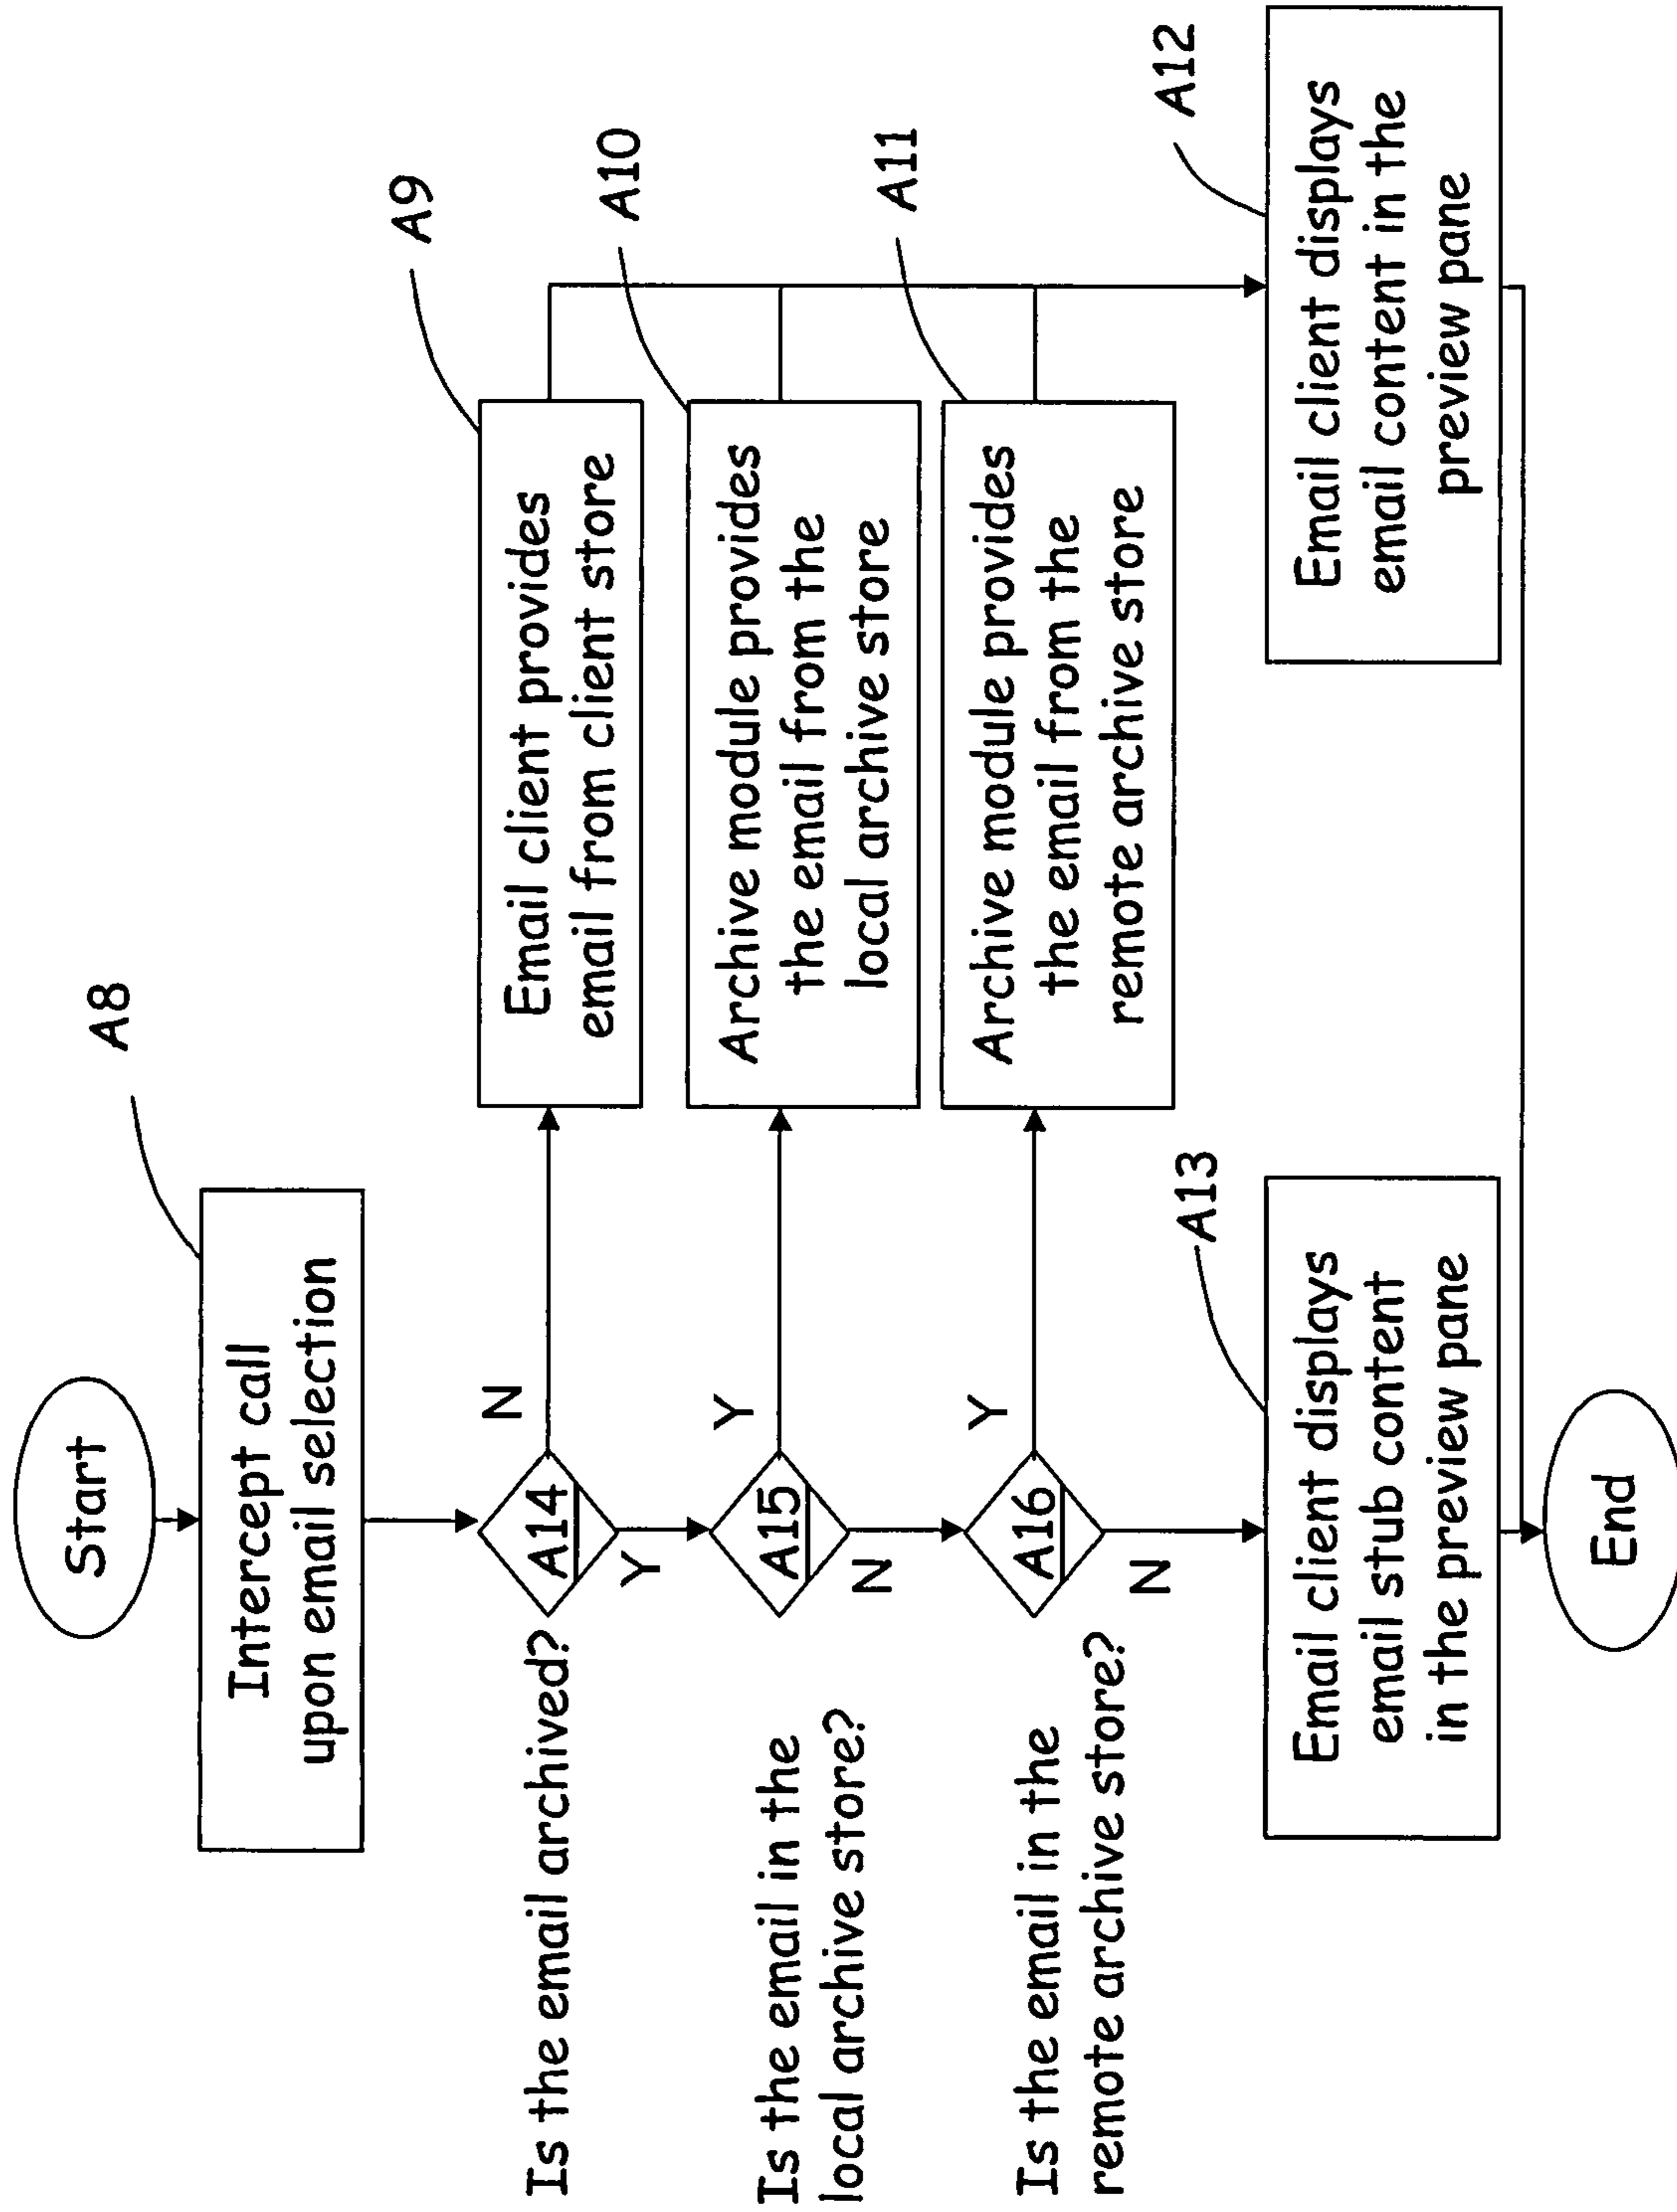 Start
A8
Intercept call
upon email selection
Is the email archived?
A14
N
Y
A9
Email client provides
email from client store
Is the email in the
local archive store?
A15
Y
N
A10
Archive module provides
the email from the
local archive store
Is the email in the
remote archive store?
A16
Y
N
A11
Archive module provides
the email from the
remote archive store
A13
Email client displays
email stub content
in the preview pane
A12
Email client displays
email content in the
preview pane
End